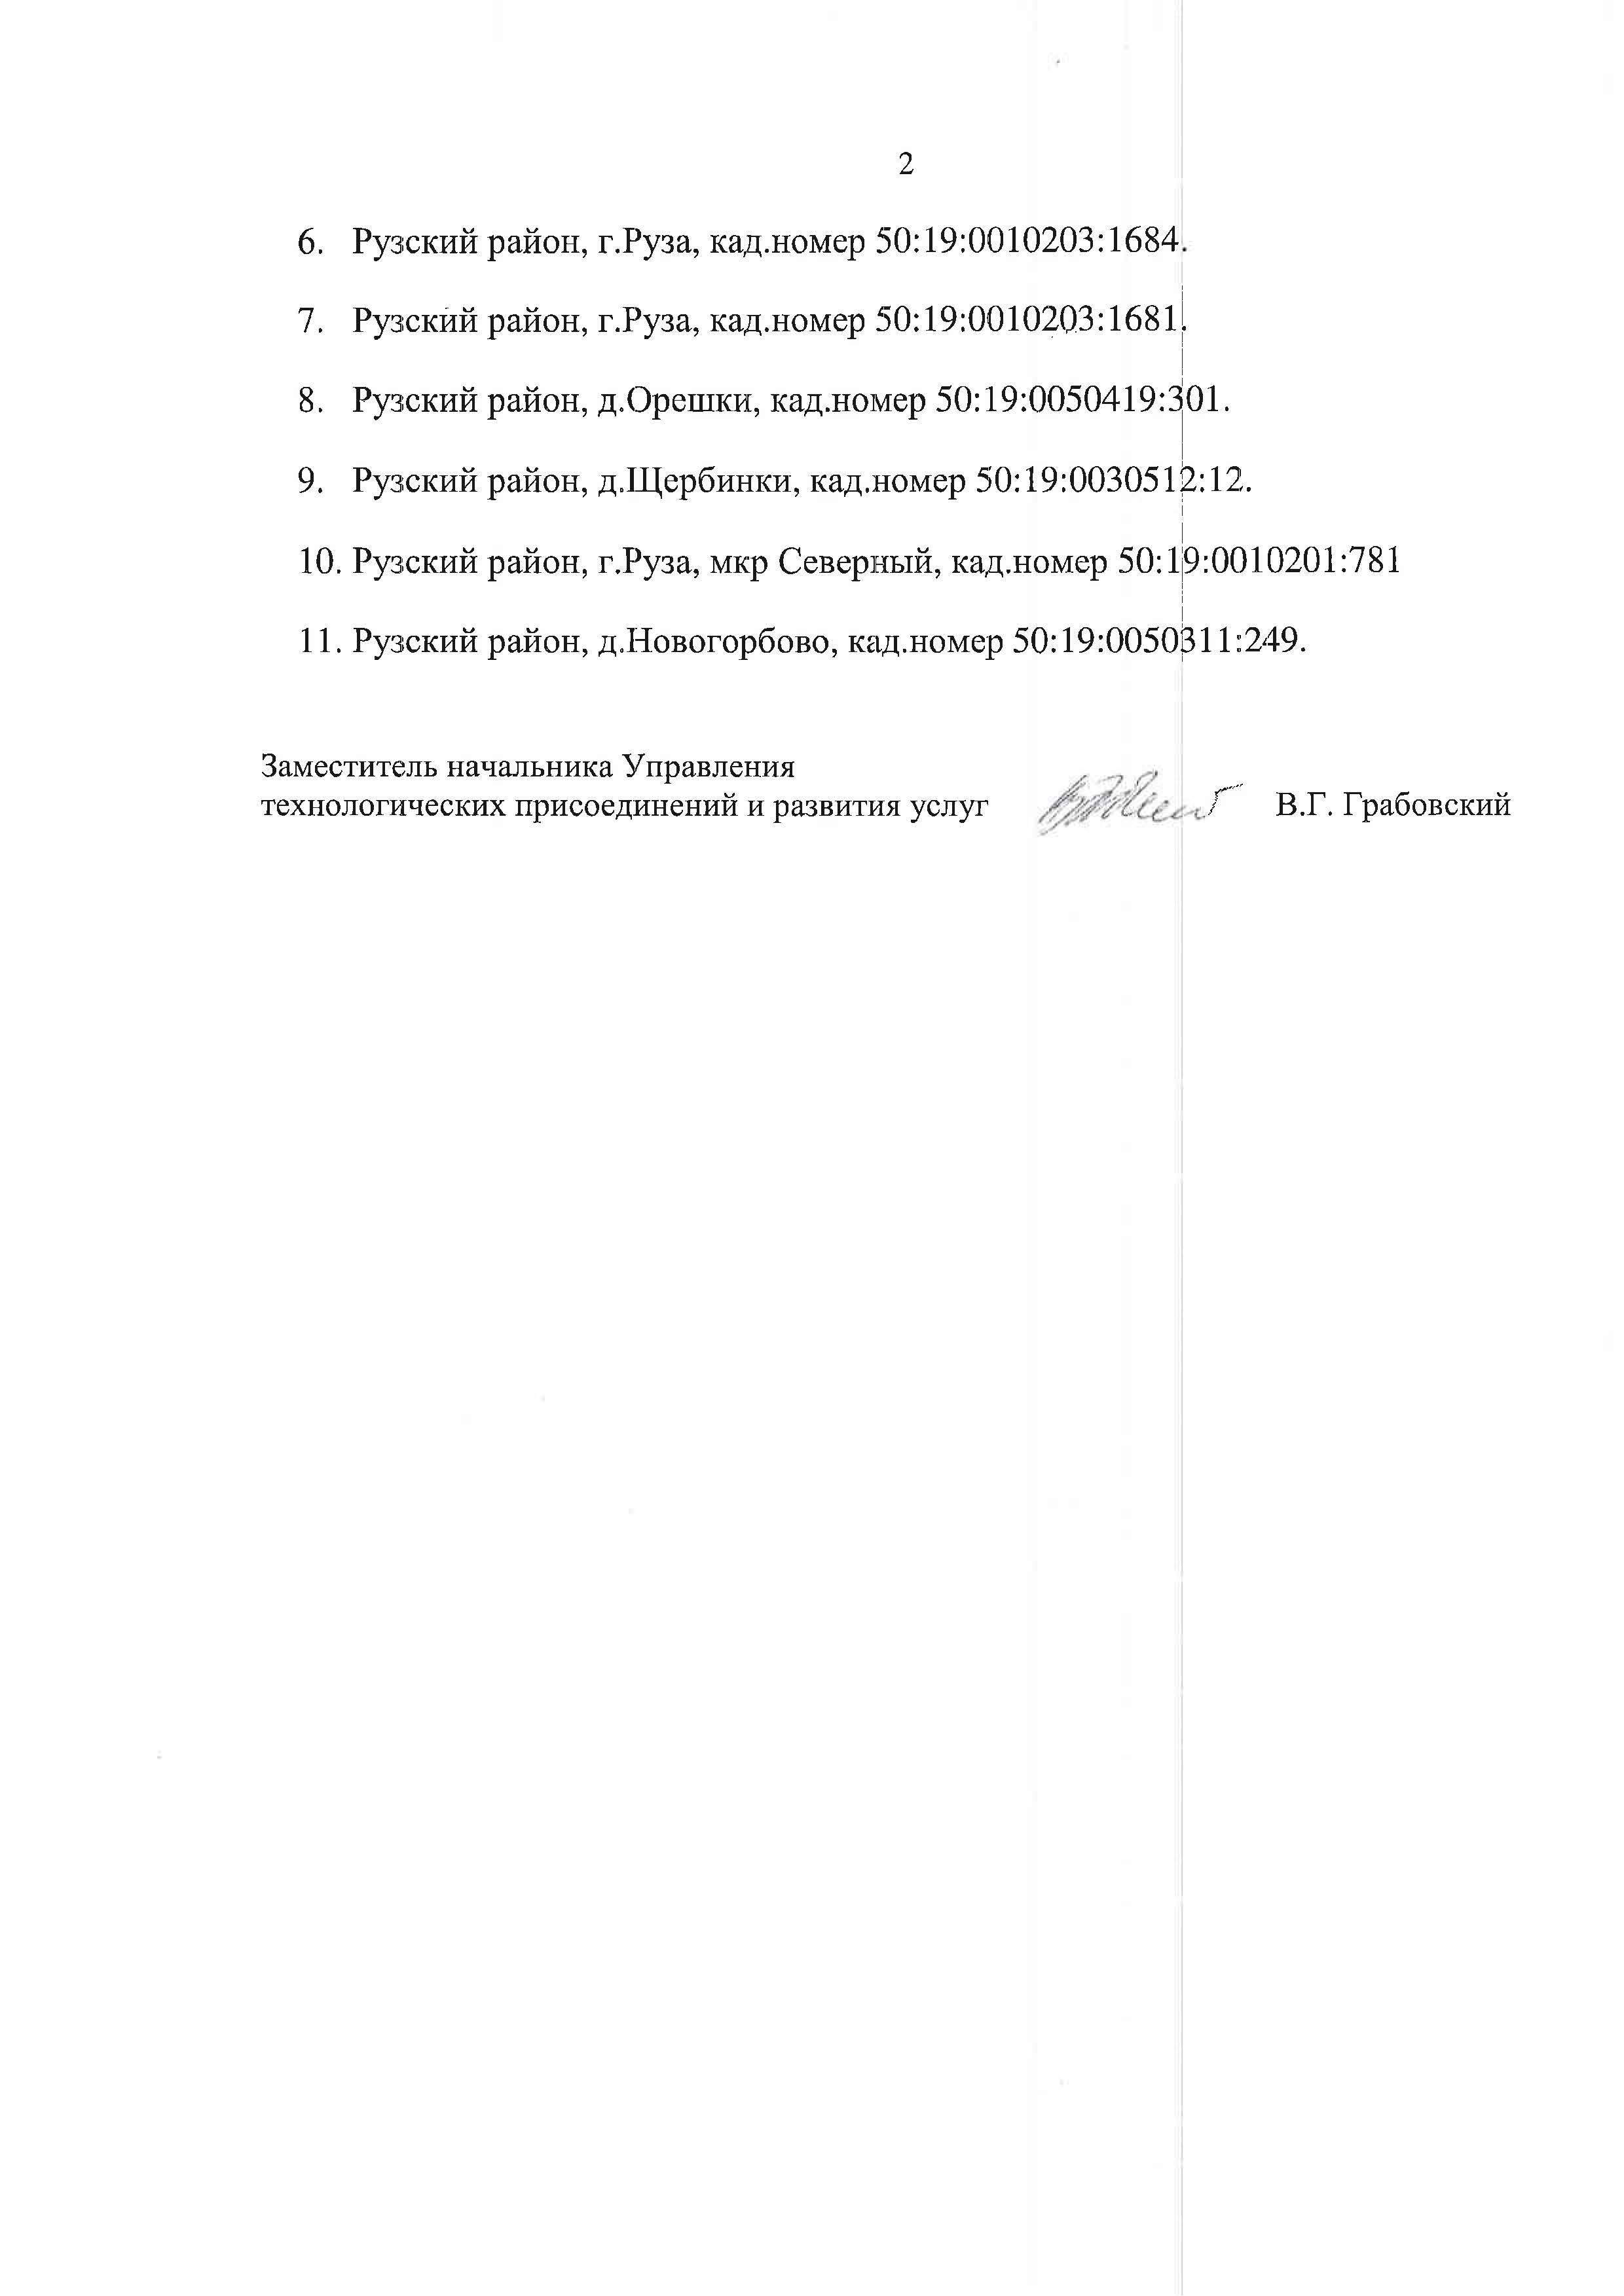 2
6. Рузский район, г.Руза, кад.номер 50:19:0010203:1684.
7. Рузский район, г.Руза, кад.номер 50:19:0010203:1681.
8. Рузский район, д.Орешки, кад.номер 50:19:0050419:301.
9. Рузский район, д.Щербинки, кад.номер 50:19:0030512:12.
10. Рузский район, г.Руза, мкр Северный, кад.номер 50:19:0010201:781
11. Рузский район, д.Новогорбово, кад.номер 50:19:0050311:249.
Заместитель начальника Управления
технологических присоединений и развития услуг В.Г. Грабовский